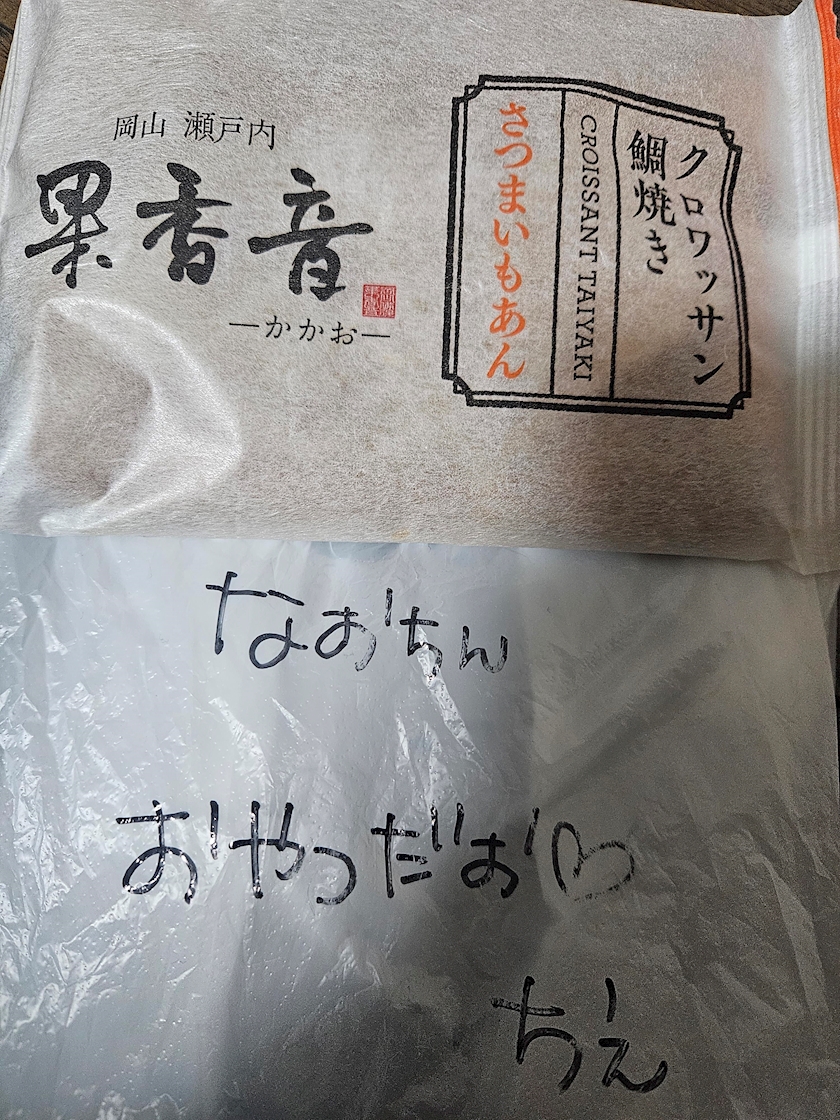 岡山 瀬戸内
果香音
―かかお―
クロワッサン
鯛焼き
CROISSANT TAIYAKI
さつまいもあん
なおちん
おやつだお♡
ちえ